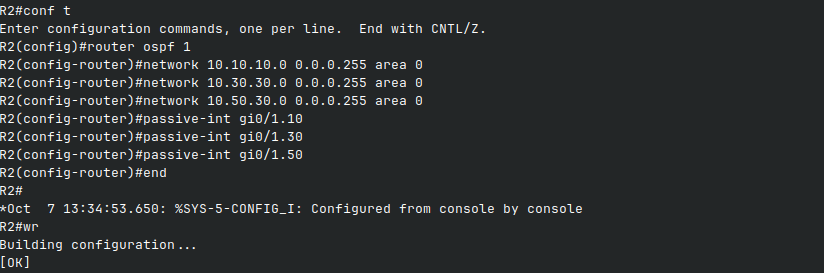 R2#conf t
Enter configuration commands, one per line.  End with CNTL/Z.
R2(config)#router ospf 1
R2(config-router)#network 10.10.10.0 0.0.0.255 area 0
R2(config-router)#network 10.30.30.0 0.0.0.255 area 0
R2(config-router)#network 10.50.30.0 0.0.0.255 area 0
R2(config-router)#passive-int gi0/1.10
R2(config-router)#passive-int gi0/1.30
R2(config-router)#passive-int gi0/1.50
R2(config-router)#end
R2#
*Oct  7 13:34:53.650: %SYS-5-CONFIG_I: Configured from console by console
R2#wr
Building configuration...
[OK]